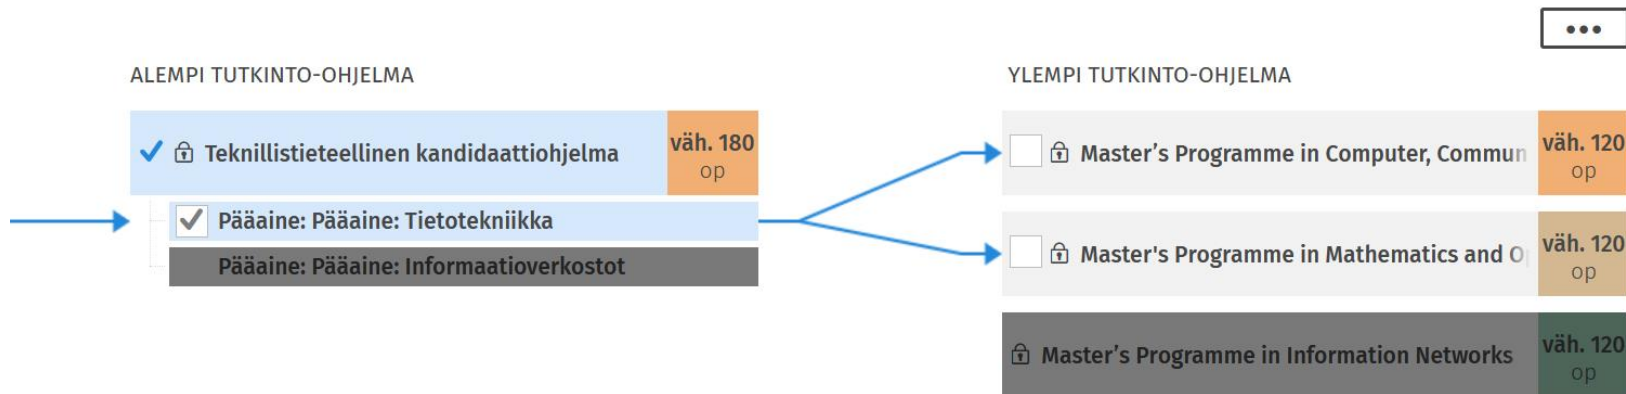 •••
ALEMPI TUTKINTO-OHJELMA
Teknillistieteellinen kandidaattiohjelma
väh. 180
op
Pääaine: Pääaine: Tietotekniikka
Pääaine: Pääaine: Informaatioverkostot
YLEMPI TUTKINTO-OHJELMA
Master’s Programme in Computer, Commun
väh. 120
op
Master's Programme in Mathematics and Op
väh. 120
op
Master’s Programme in Information Networks
väh. 120
op